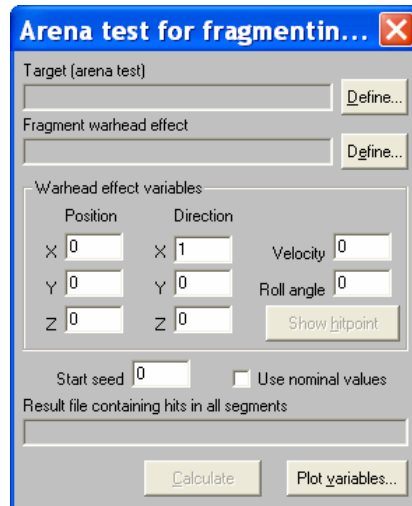 Arena test for fragmentin...
Target (arena test)
Define...
Fragment warhead effect
Define...
Warhead effect variables
Position Direction
X 0 X 1 Velocity 0
Y 0 Y 0 Roll angle 0
Z 0 Z 0 Show hitpoint
Start seed 0 Use nominal values
Result file containing hits in all segments
Calculate Plot variables...